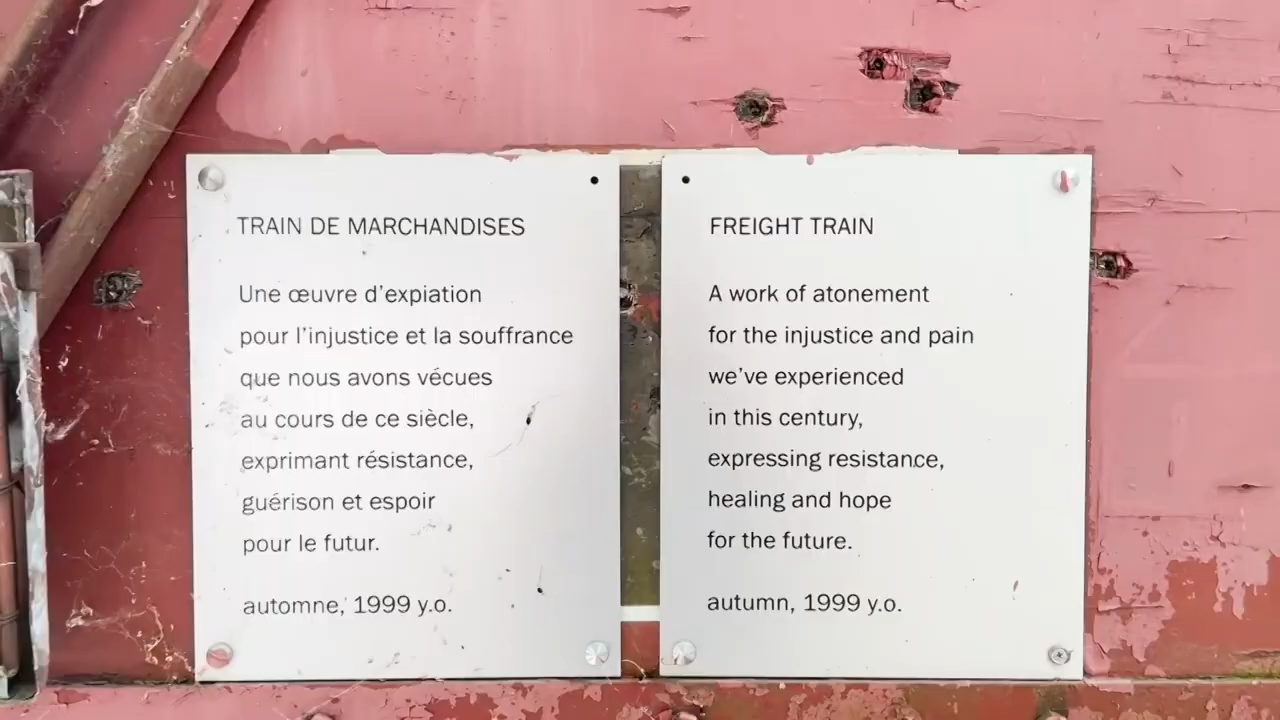 TRAIN DE MARCHANDISES
Une œuvre d’expiation
pour l’injustice et la souffrance
que nous avons vécues
au cours de ce siècle,
exprimant résistance,
guérison et espoir
pour le futur.
automne, 1999 y.o.
FREIGHT TRAIN
A work of atonement
for the injustice and pain
we’ve experienced
in this century,
expressing resistance,
healing and hope
for the future.
autumn, 1999 y.o.